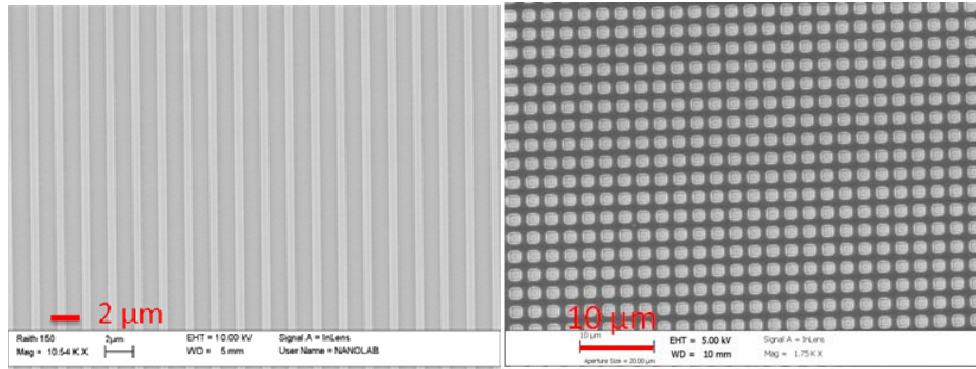 2 µm
Raith 150
2µm
EHT = 10.00 kV
Signal A = InLens
Mag = 10.54 K X
WD = 5 mm
User Name = NANOLAB
10 µm
10 µm
EHT = 5.00 kV
Signal A = InLens
WD = 10 mm
Mag = 1.75 K X
Aperture Size = 20.00 µm